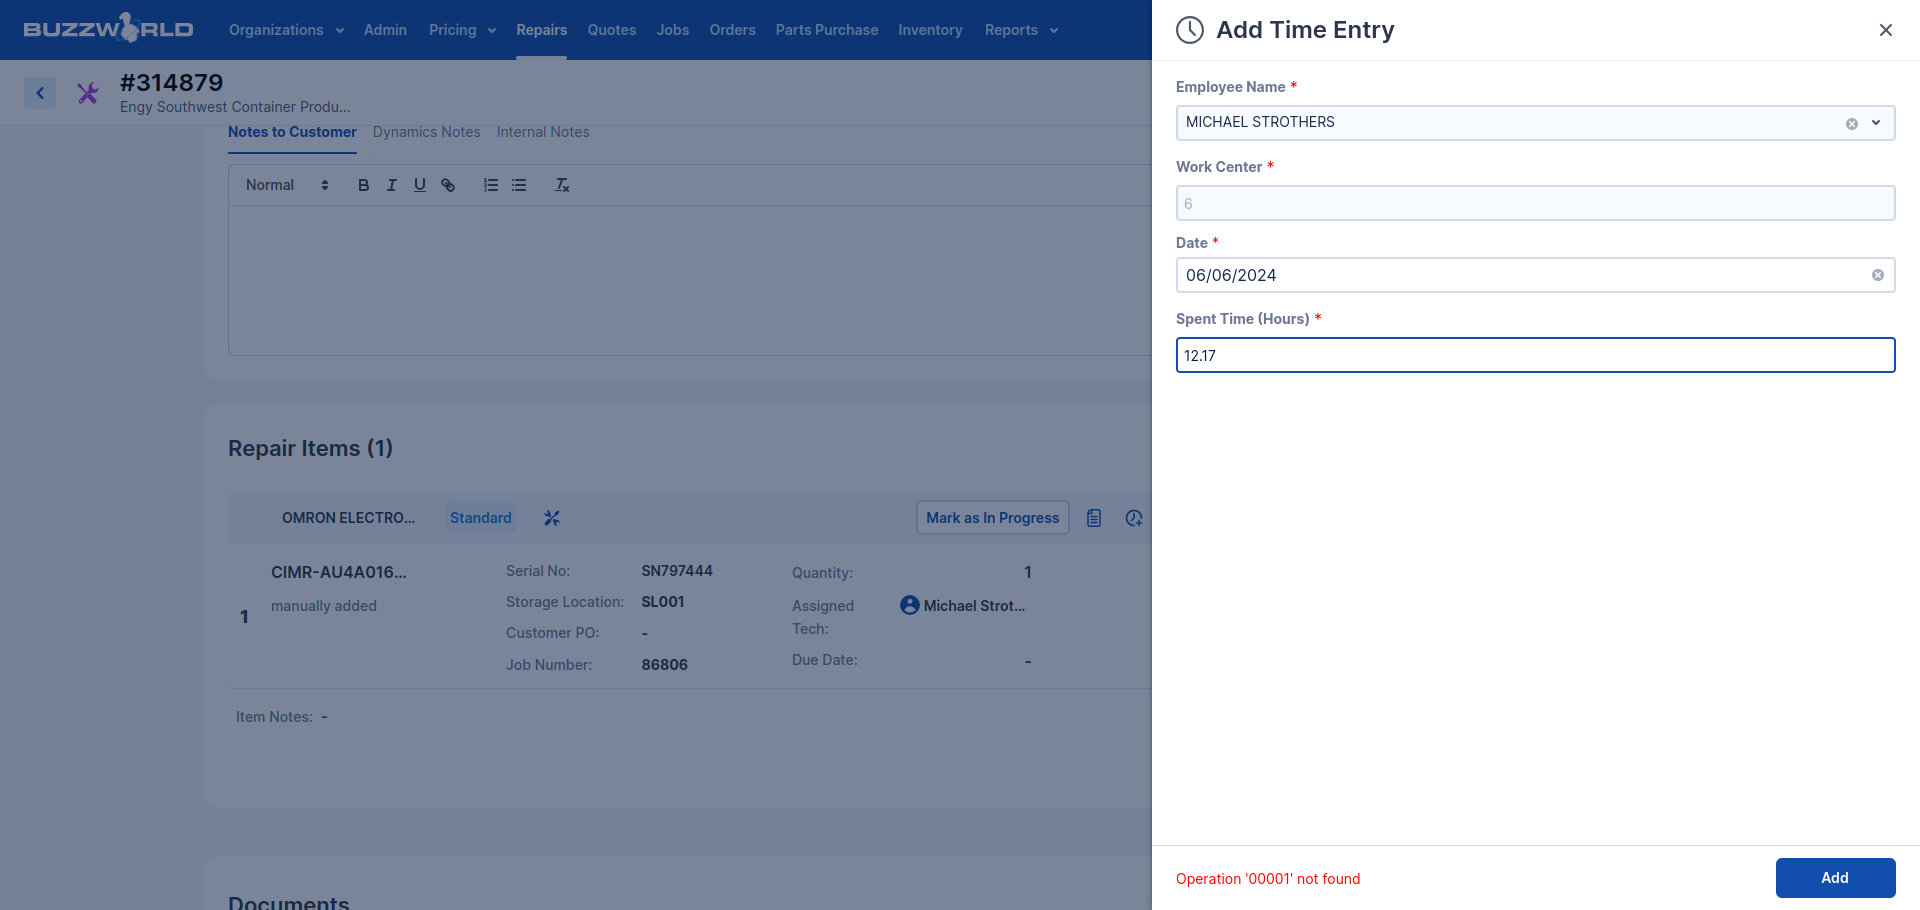 BUZZWORLD
Organizations Admin Pricing Repairs Quotes Jobs Orders Parts Purchase Inventory Reports
#314879
Engy Southwest Container Produ...
Notes to Customer Dynamics Notes Internal Notes
Normal
Repair Items (1)
OMRON ELECTRO... Standard Mark as In Progress
1
CIMR-AU4A016...
manually added
Serial No: SN797444
Storage Location: SL001
Customer PO: -
Job Number: 86806
Quantity: 1
Assigned Tech: Michael Strot...
Due Date: -
Item Notes: -
Documents
Add Time Entry
Employee Name *
MICHAEL STROTHERS
Work Center *
6
Date *
06/06/2024
Spent Time (Hours) *
12.17
Operation '00001' not found
Add